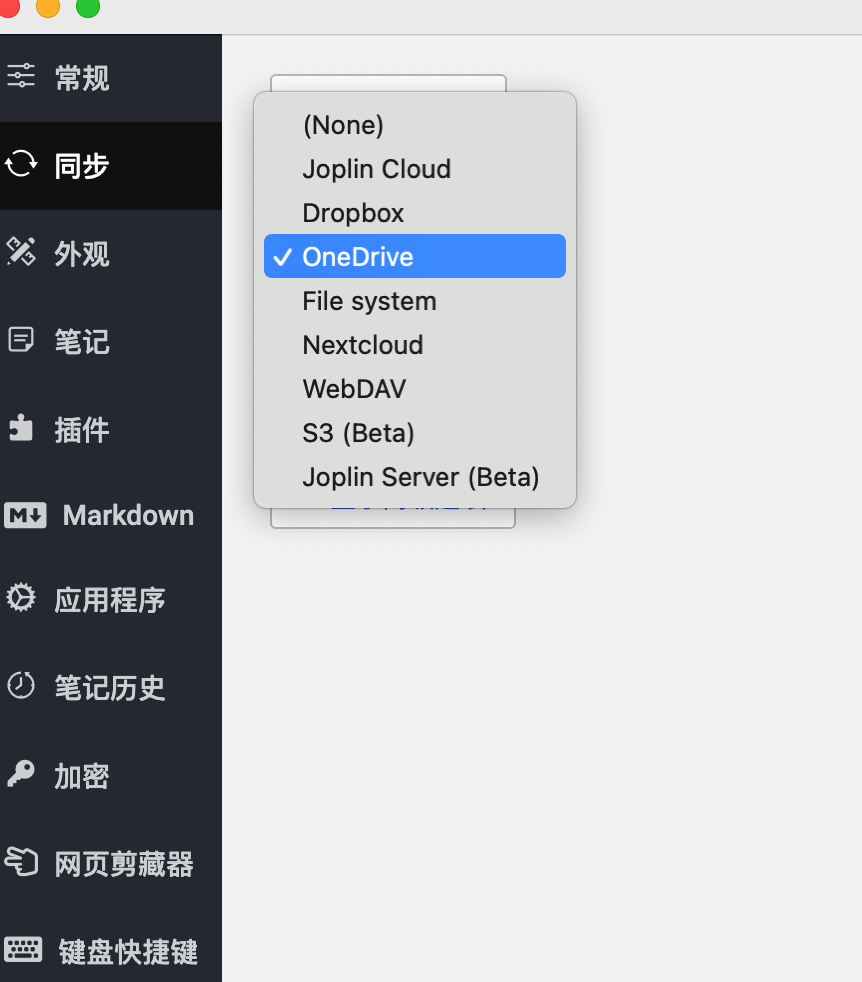 常规
同步
外观
笔记
插件
Markdown
应用程序
笔记历史
加密
网页剪藏器
键盘快捷键
(None)
Joplin Cloud
Dropbox
✓ OneDrive
File system
Nextcloud
WebDAV
S3 (Beta)
Joplin Server (Beta)